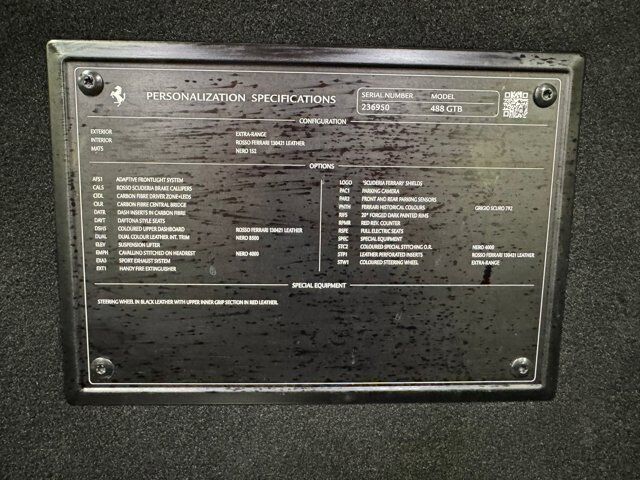 PERSONALIZATION SPECIFICATIONS
SERIAL NUMBER MODEL
236950 488 GTB
CONFIGURATION
EXTERIOR EXTRA-RANGE
INTERIOR ROSSO FERRARI 130421 LEATHER
MATS NERO 152
OPTIONS
AFS1 ADAPTIVE FRONTLIGHT SYSTEM
CALS ROSSO SCUDERIA BRAKE CALLIPERS
CIDL CARBON FIBRE DRIVER ZONE+LEDS
CLLR CARBON FIBRE CENTRAL BRIDGE
DATR DASH INSERTS IN CARBON FIBRE
DAYT DAYTONA STYLE SEATS
DSH3 COLOURED UPPER DASHBOARD ROSSO FERRARI 130421 LEATHER
DUAL DUAL COLOUR LEATHER INT. TRIM NERO 8500
ELEV SUSPENSION LIFTER
EMPH CAVALLINO STITCHED ON HEADREST NERO 4000
EXA3 SPORT EXHAUST SYSTEM
EXT1 HANDY FIRE EXTINGUISHER
LOGO 'SCUDERIA FERRARI' SHIELDS
PAC1 PARKING CAMERA
PAR2 FRONT AND REAR PARKING SENSORS
PNTH FERRARI HISTORICAL COLOURS GRIGIO SCURO 792
RIF5 20" FORGED DARK PAINTED RIMS
RPMR RED REV. COUNTER
RSFE FULL ELECTRIC SEATS
SPEC SPECIAL EQUIPMENT
STC2 COLOURED SPECIAL STITCHING O.R. NERO 4000
STP1 LEATHER PERFORATED INSERTS ROSSO FERRARI 130421 LEATHER
STW1 COLOURED STEERING WHEEL EXTRA-RANGE
SPECIAL EQUIPMENT
STEERING WHEEL IN BLACK LEATHER WITH UPPER INNER GRIP SECTION IN RED LEATHER.